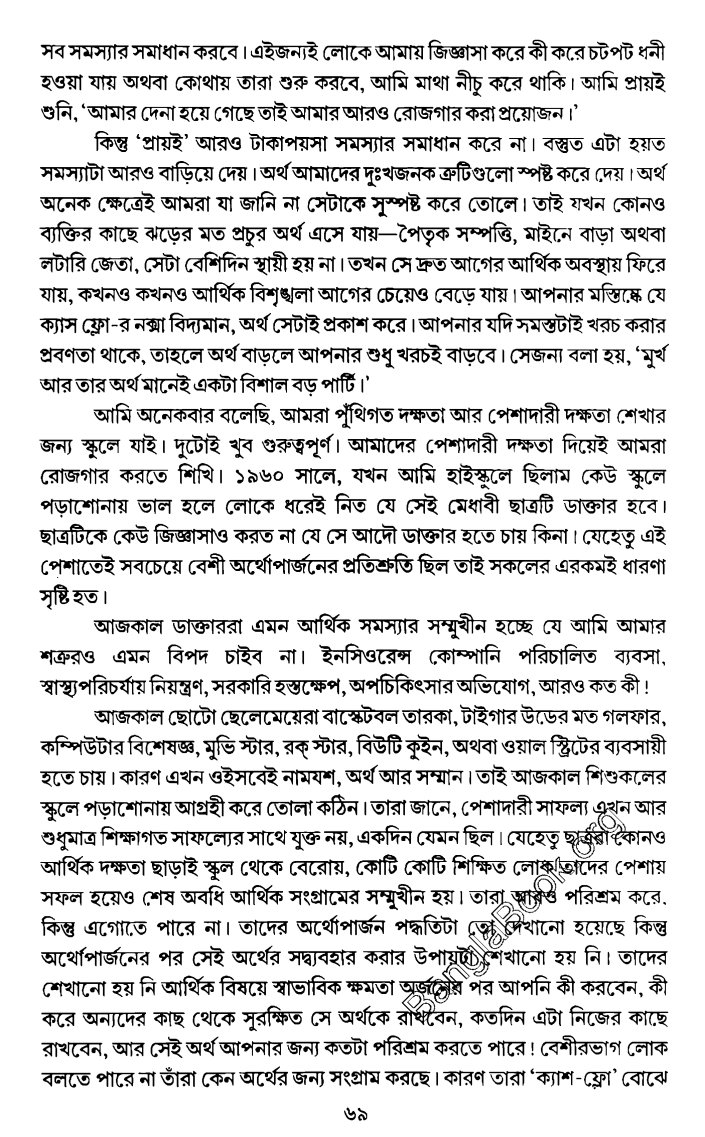 সব সমস্যার সমাধান করবে। এইজন্যই লোকে আমায় জিজ্ঞাসা করে কী করে চটপট ধনী
হওয়া যায় অথবা কোথায় তারা শুরু করবে, আমি মাথা নীচু করে থাকি। আমি প্রায়ই
শুনি, ‘আমার দেনা হয়ে গেছে তাই আমার আরও রোজগার করা প্রয়োজন।’
কিন্তু ‘প্রায়ই’ আরও টাকাপয়সা সমস্যার সমাধান করে না। বস্তুত এটা হয়ত
সমস্যাটা আরও বাড়িয়ে দেয়। অর্থ আমাদের দুঃখজনক ত্রুটিগুলো স্পষ্ট করে দেয়। অর্থ
অনেক ক্ষেত্রেই আমরা যা জানি না সেটাকে সুস্পষ্ট করে তোলে। তাই যখন কোনও
ব্যক্তির কাছে ঝড়ের মত প্রচুর অর্থ এসে যায়—পৈতৃক সম্পত্তি, মাইনে বাড়া অথবা
লটারি জেতা, সেটা বেশিদিন স্থায়ী হয় না। তখন সে দ্রুত আগের আর্থিক অবস্থায় ফিরে
যায়, কখনও কখনও আর্থিক বিশৃঙ্খলা আগের চেয়েও বেড়ে যায়। আপনার মস্তিষ্কে যে
ক্যাস ফ্লো-র নক্সা বিদ্যমান, অর্থ সেটাই প্রকাশ করে। আপনার যদি সমস্তটাই খরচ করার
প্রবণতা থাকে, তাহলে অর্থ বাড়লে আপনার শুধু খরচই বাড়বে। সেজন্য বলা হয়, ‘মুর্খ
আর তার অর্থ মানেই একটা বিশাল বড় পার্টি।’
আমি অনেকবার বলেছি, আমরা পুঁথিগত দক্ষতা আর পেশাদারী দক্ষতা শেখার
জন্য স্কুলে যাই। দুটোই খুব গুরুত্বপূর্ণ। আমাদের পেশাদারী দক্ষতা দিয়েই আমরা
রোজগার করতে শিখি। ১৯৬০ সালে, যখন আমি হাইস্কুলে ছিলাম কেউ স্কুলে
পড়াশোনায় ভাল হলে লোকে ধরেই নিত যে সেই মেধাবী ছাত্রটি ডাক্তার হবে।
ছাত্রটিকে কেউ জিজ্ঞাসাও করত না যে সে আদৌ ডাক্তার হতে চায় কিনা। যেহেতু এই
পেশাতেই সবচেয়ে বেশী অর্থোপার্জনের প্রতিশ্রুতি ছিল তাই সকলের এরকমই ধারণা
সৃষ্টি হত।
আজকাল ডাক্তাররা এমন আর্থিক সমস্যার সম্মুখীন হচ্ছে যে আমি আমার
শত্রুরও এমন বিপদ চাইব না। ইনসিওরেন্স কোম্পানি পরিচালিত ব্যবসা,
স্বাস্থ্যপরিচর্যায় নিয়ন্ত্রণ, সরকারি হস্তক্ষেপ, অপচিকিৎসার অভিযোগ, আরও কত কী!
আজকাল ছোটো ছেলেমেয়েরা বাস্কেটবল তারকা, টাইগার উডের মত গলফার,
কম্পিউটার বিশেষজ্ঞ, মুভি স্টার, রক্ স্টার, বিউটি কুইন, অথবা ওয়াল স্ট্রিটের ব্যবসায়ী
হতে চায়। কারণ এখন ওইসবেই নামযশ, অর্থ আর সম্মান। তাই আজকাল শিশুকলের
স্কুলে পড়াশোনায় আগ্রহী করে তোলা কঠিন। তারা জানে, পেশাদারী সাফল্য এখন আর
শুধুমাত্র শিক্ষাগত সাফল্যের সাথে যুক্ত নয়, একদিন যেমন ছিল। যেহেতু ছাত্ররা কোনও
আর্থিক দক্ষতা ছাড়াই স্কুল থেকে বেরোয়, কোটি কোটি শিক্ষিত লোক তাদের পেশায়
সফল হয়েও শেষ অবধি আর্থিক সংগ্রামের সম্মুখীন হয়। তারা আরও পরিশ্রম করে,
কিন্তু এগোতে পারে না। তাদের অর্থোপার্জন পদ্ধতিটা তো দেখানো হয়েছে কিন্তু
অর্থোপার্জনের পর সেই অর্থের সদ্ব্যবহার করার উপায়টা শেখানো হয় নি। তাদের
শেখানো হয় নি আর্থিক বিষয়ে স্বাভাবিক ক্ষমতা অর্জনের পর আপনি কী করবেন, কী
করে অন্যদের কাছ থেকে সুরক্ষিত সে অর্থকে রাখবেন, কতদিন এটা নিজের কাছে
রাখবেন, আর সেই অর্থ আপনার জন্য কতটা পরিশ্রম করতে পারে! বেশীরভাগ লোক
বলতে পারে না তাঁরা কেন অর্থের জন্য সংগ্রাম করছে। কারণ তারা ‘ক্যাশ-ফ্লো’ বোঝে
৬৯
BanglaBook.org